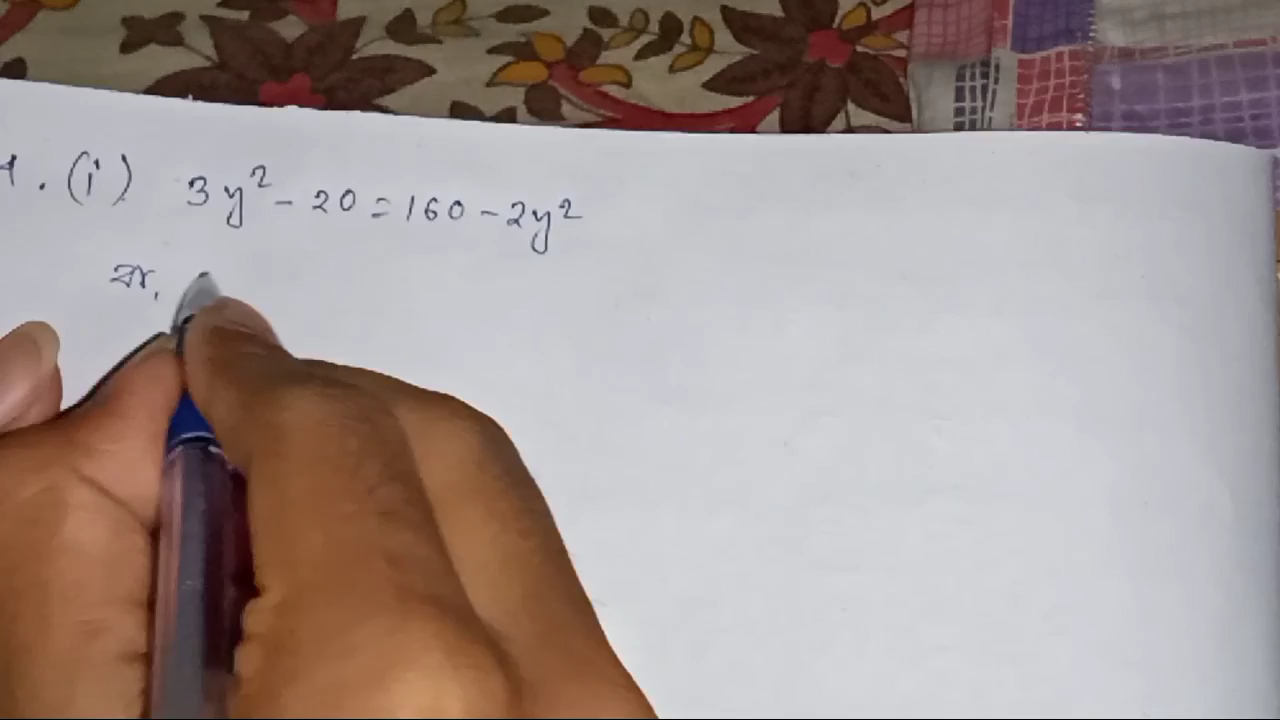 . (i) 3y² - 20 = 160 - 2y²
বা,